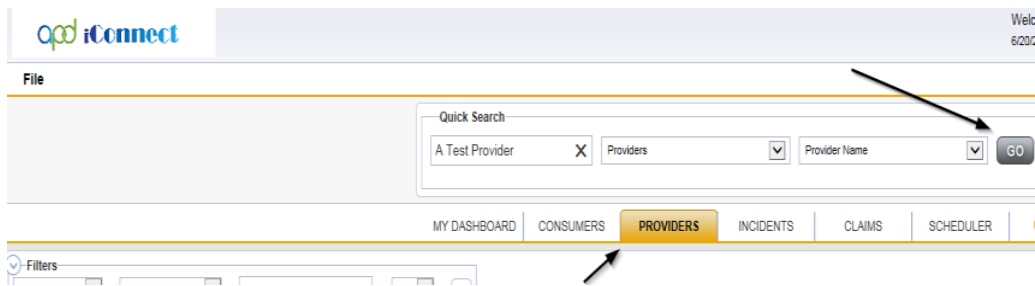 apd iConnect
Welc
6/20/2
File
Quick Search
A Test Provider X Providers Provider Name GO
MY DASHBOARD CONSUMERS PROVIDERS INCIDENTS CLAIMS SCHEDULER
Filters